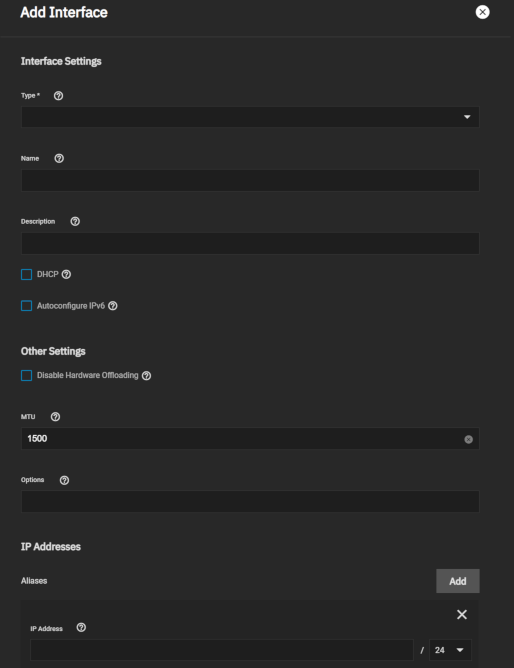 Add Interface
Interface Settings
Type *
Name
Description
DHCP
Autoconfigure IPv6
Other Settings
Disable Hardware Offloading
MTU
1500
Options
IP Addresses
Aliases
Add
IP Address
/ 24